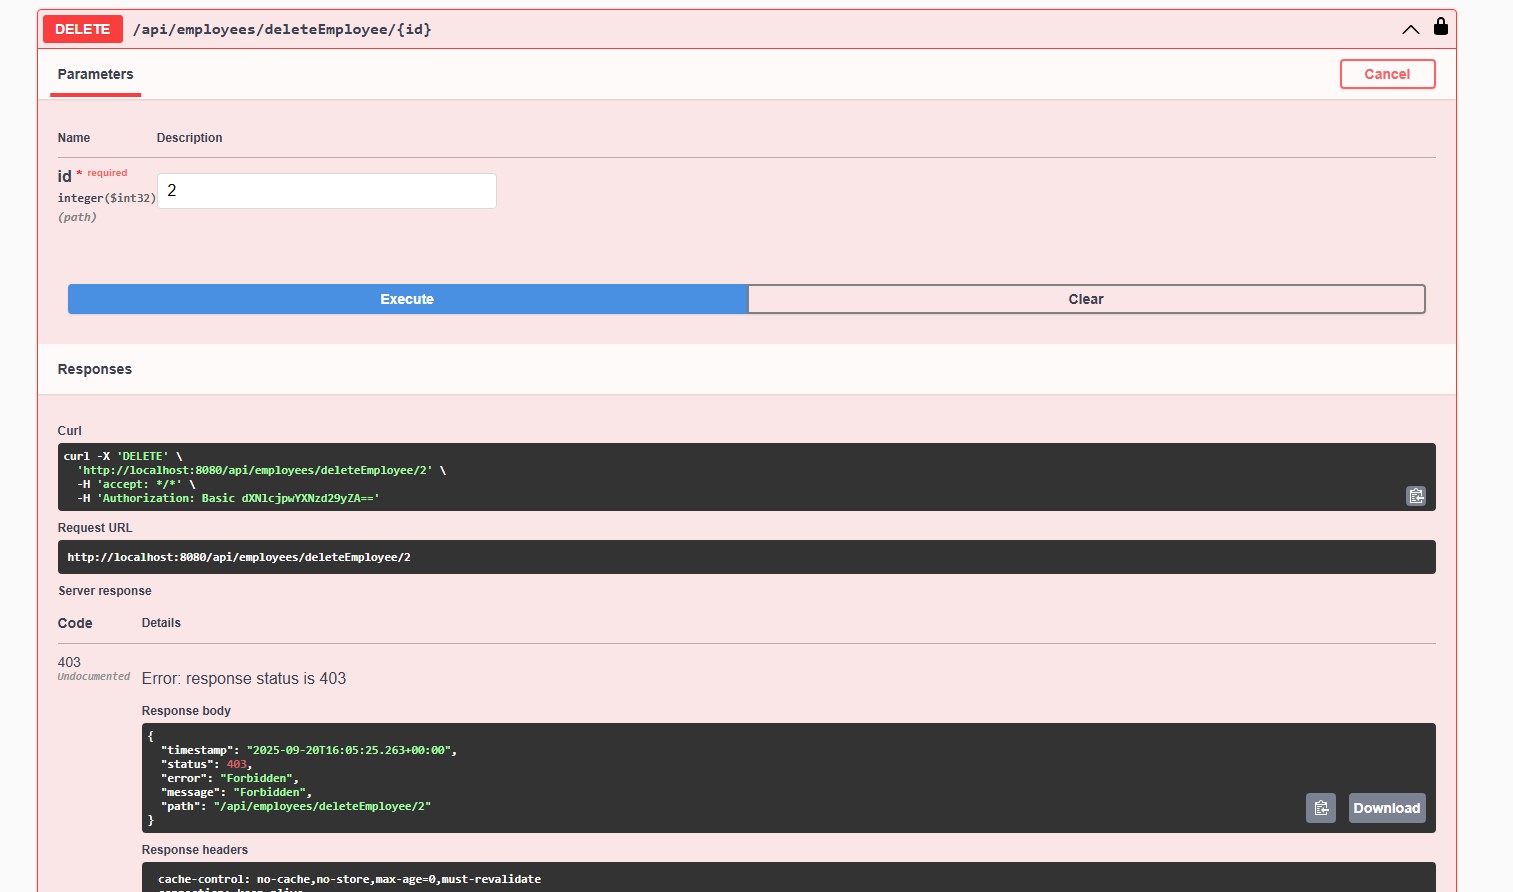 DELETE /api/employees/deleteEmployee/{id}
Parameters
Cancel
Name Description
id * required
integer($int32)
(path)
2
Execute
Clear
Responses
Curl
curl -X 'DELETE' \
'http://localhost:8080/api/employees/deleteEmployee/2' \
-H 'accept: */*' \
-H 'Authorization: Basic dXNlcjpwYXNzd29yZA=='
Request URL
http://localhost:8080/api/employees/deleteEmployee/2
Server response
Code Details
403
Undocumented
Error: response status is 403
Response body
{
"timestamp": "2025-09-20T16:05:25.263+00:00",
"status": 403,
"error": "Forbidden",
"message": "Forbidden",
"path": "/api/employees/deleteEmployee/2"
}
Download
Response headers
cache-control: no-cache,no-store,max-age=0,must-revalidate